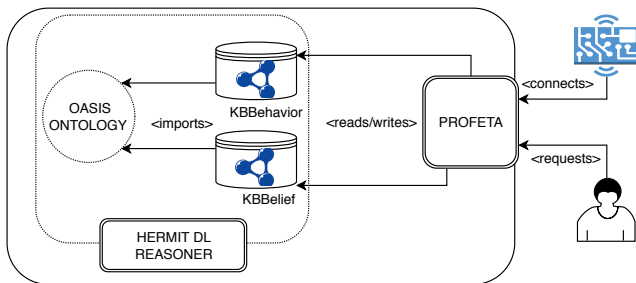 <connects>
OASIS
ONTOLOGY
<imports>
KBBehavior
<reads/writes>
PROFETA
<requests>
KBBelief
HERMIT DL
REASONER